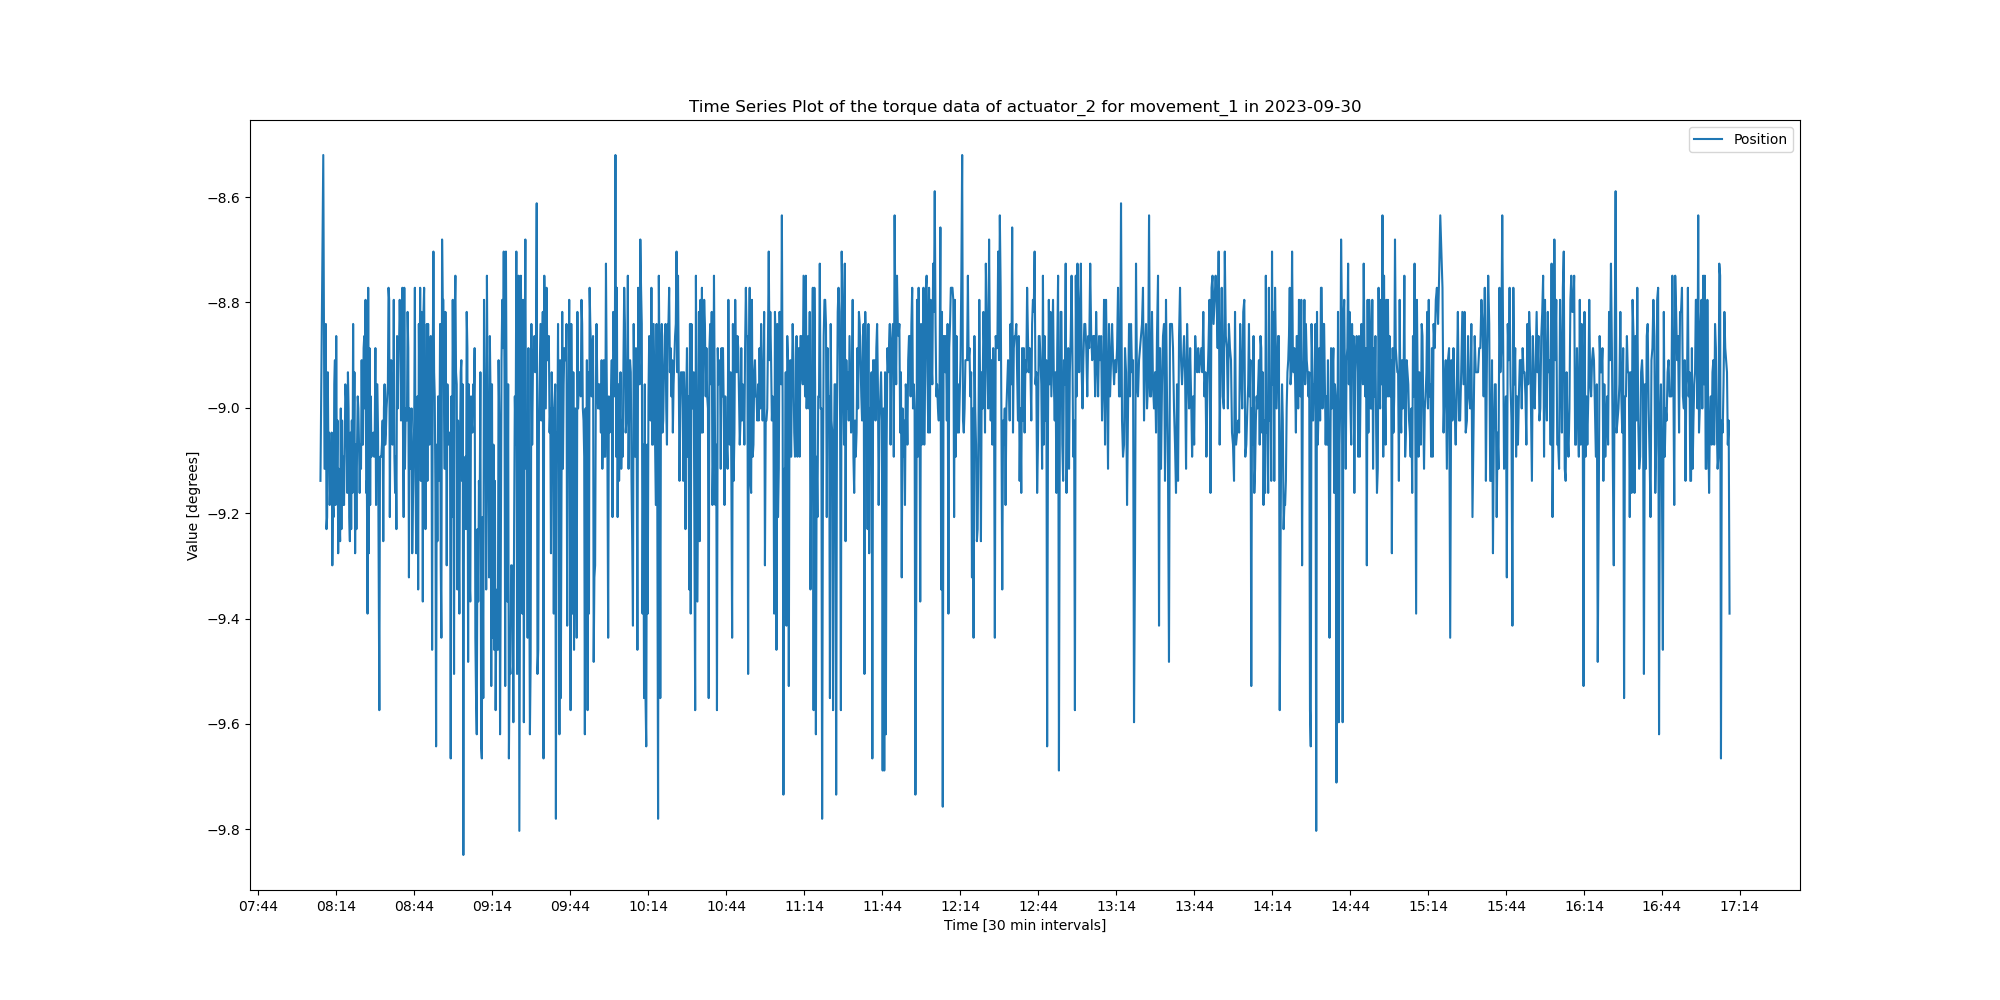 Time Series Plot of the torque data of actuator_2 for movement_1 in 2023-09-30
Position
−8.6
−8.8
−9.0
−9.2
−9.4
−9.6
−9.8
Value [degrees]
07:44 08:14 08:44 09:14 09:44 10:14 10:44 11:14 11:44 12:14 12:44 13:14 13:44 14:14 14:44 15:14 15:44 16:14 16:44 17:14
Time [30 min intervals]